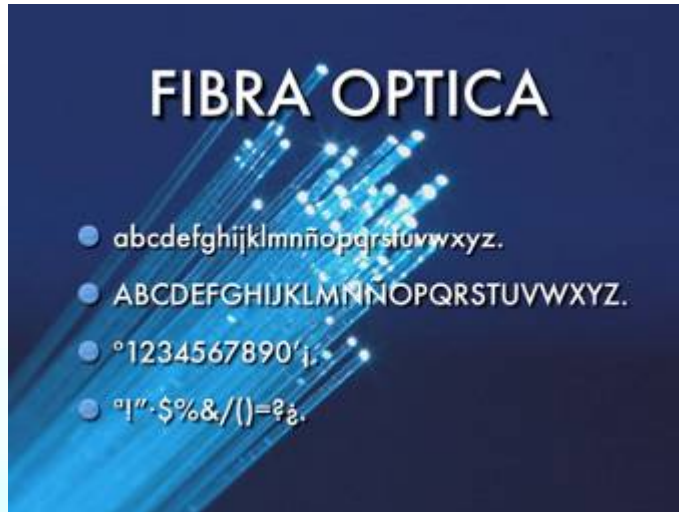 FIBRA OPTICA
abcdefghijklmnñopqrstuvwxyz.
ABCDEFGHIJKLMNÑOPQRSTUVWXYZ.
º1234567890'¡.
ª!"·$%&/()=?¿.